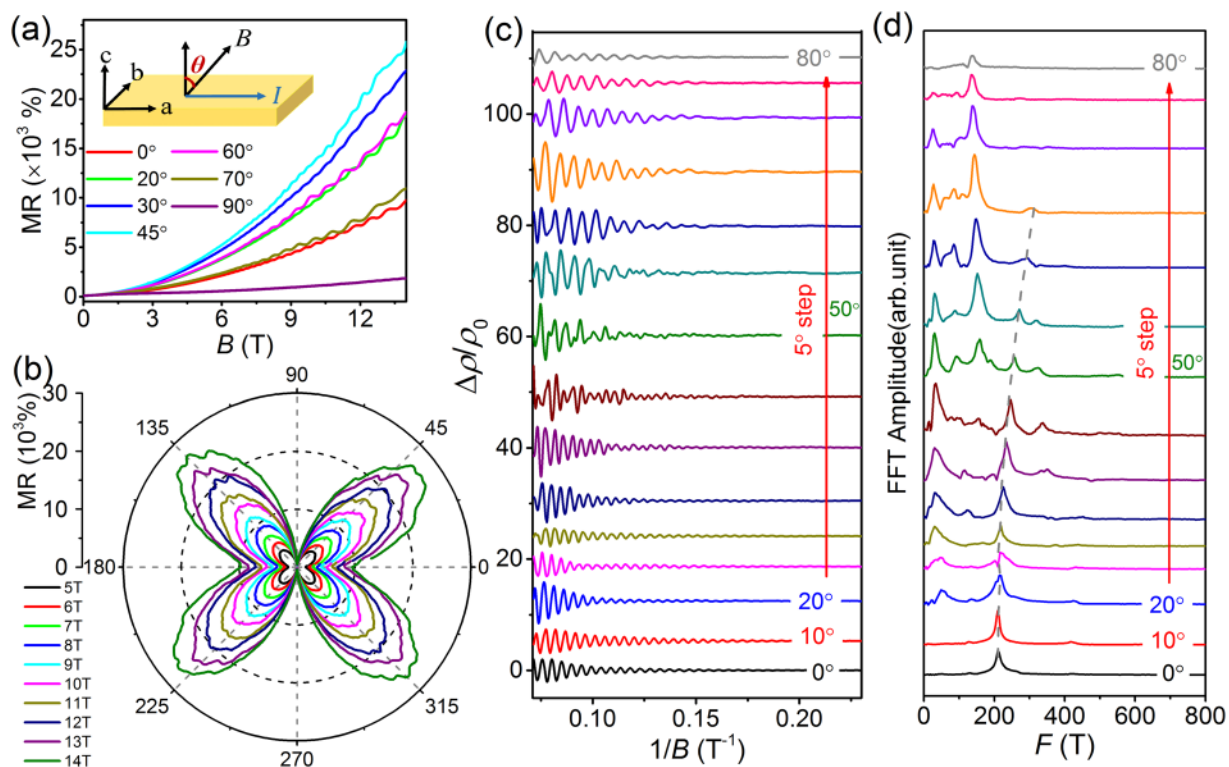 (a)
MR (×10³ %)
25
20
15
10
5
0
c
b
a
θ
B
I
0° 60°
20° 70°
30° 90°
45°
0 3 6 9 12
B (T)
(b)
MR (10³%)
30
20
10
0
10
20
30
90
135 45
180 0
225 315
270
5T
6T
7T
8T
9T
10T
11T
12T
13T
14T
(c)
Δρ/ρ₀
100
80
60
40
20
0
80°
50°
5° step
20°
10°
0°
0.10 0.15 0.20
1/B (T⁻¹)
(d)
FFT Amplitude(arb.unit)
80°
50°
5° step
20°
10°
0°
0 200 400 600 800
F (T)